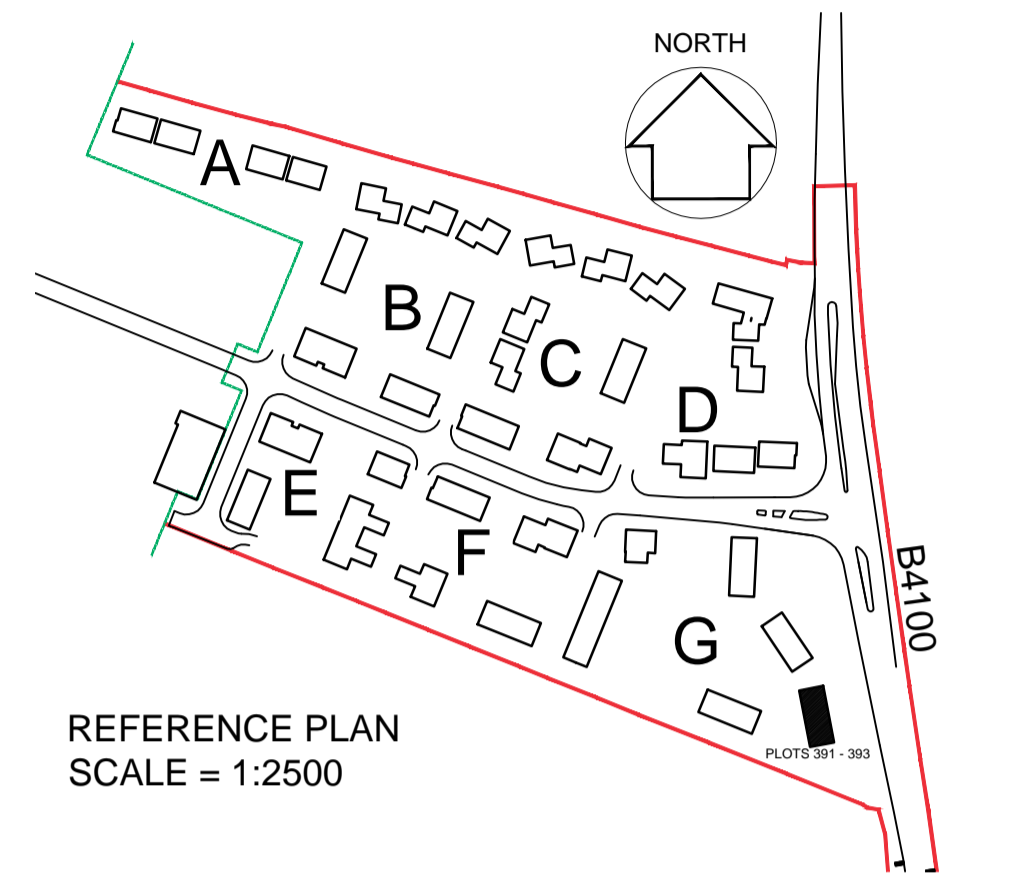 NORTH
A
B
C
D
E
F
G
B4100
PLOTS 391 - 393
REFERENCE PLAN
SCALE = 1:2500